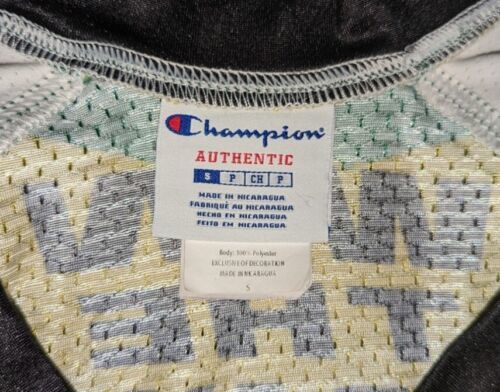 Champion
AUTHENTIC
S P CH P
MADE IN NICARAGUA
FABRIQUÉ AO NICARAGUA
HECHO EN NICARAGUA
FEITO EM NICARAGUA
Body: 100% Polyester
EXCLUSIVE OF DECORATION
MADE IN NICARAGUA
S